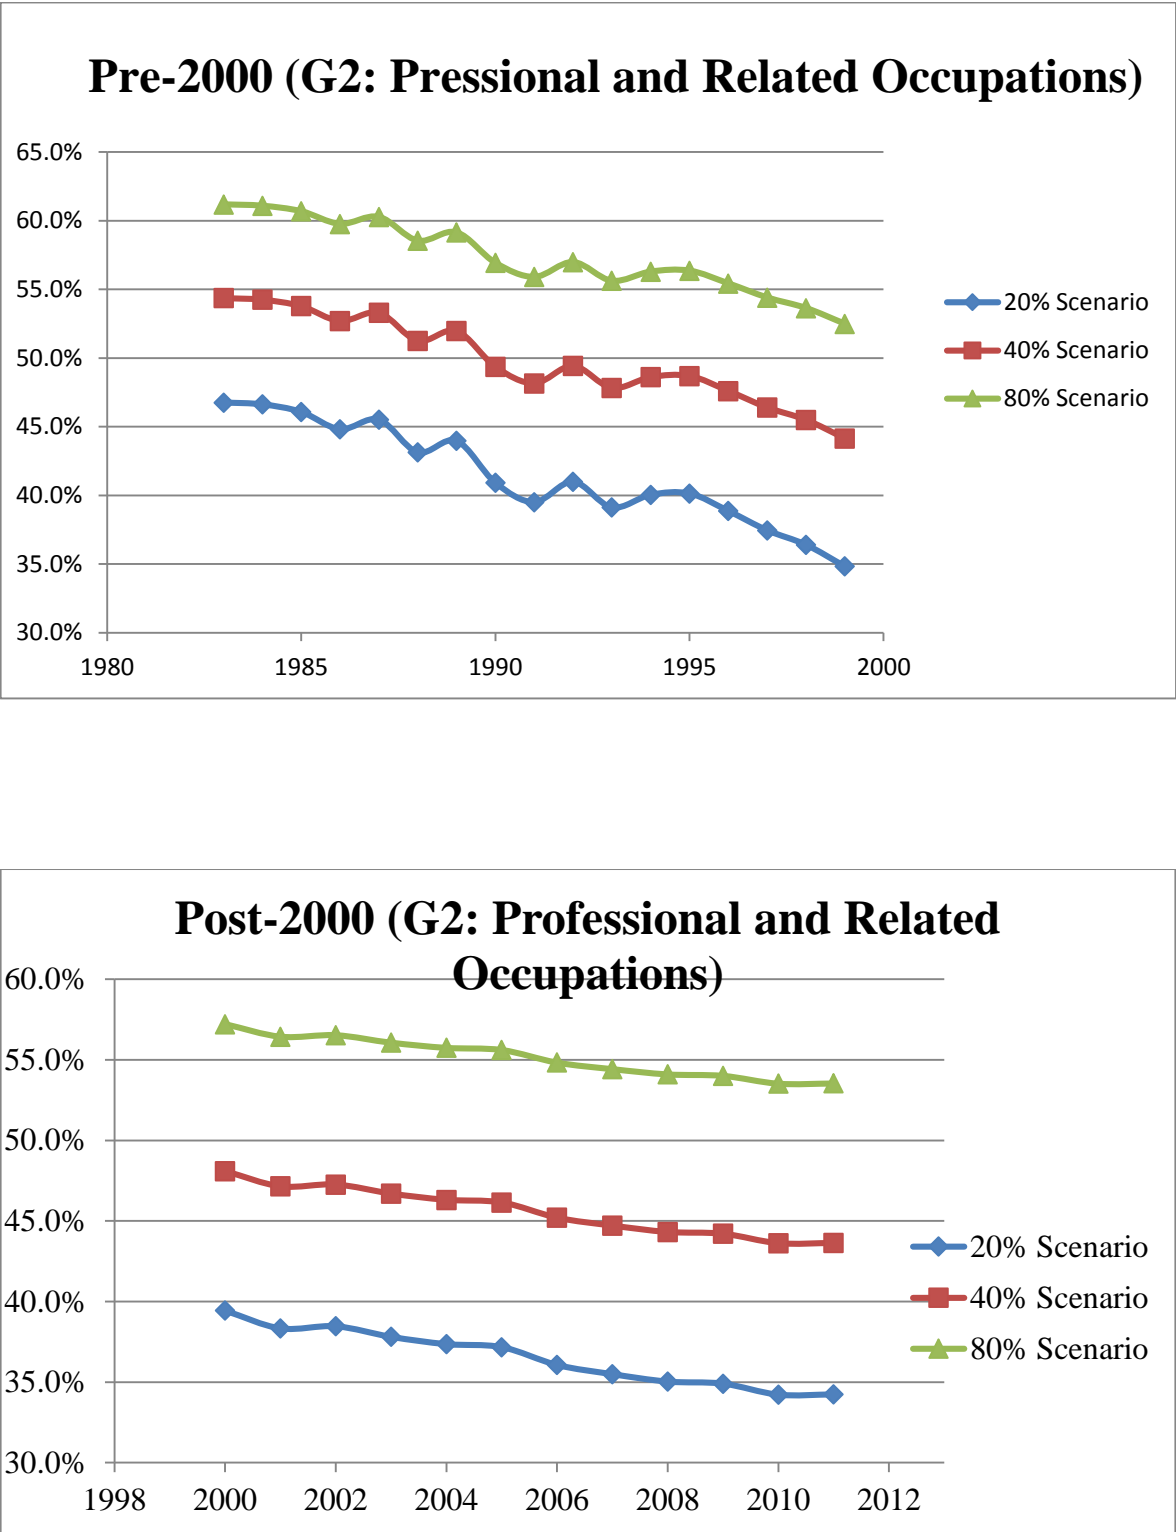 Pre-2000 (G2: Pressional and Related Occupations)
65.0%
60.0%
55.0%
50.0%
45.0%
40.0%
35.0%
30.0%
1980 1985 1990 1995 2000
20% Scenario
40% Scenario
80% Scenario
Post-2000 (G2: Professional and Related
Occupations)
60.0%
55.0%
50.0%
45.0%
40.0%
35.0%
30.0%
1998 2000 2002 2004 2006 2008 2010 2012
20% Scenario
40% Scenario
80% Scenario